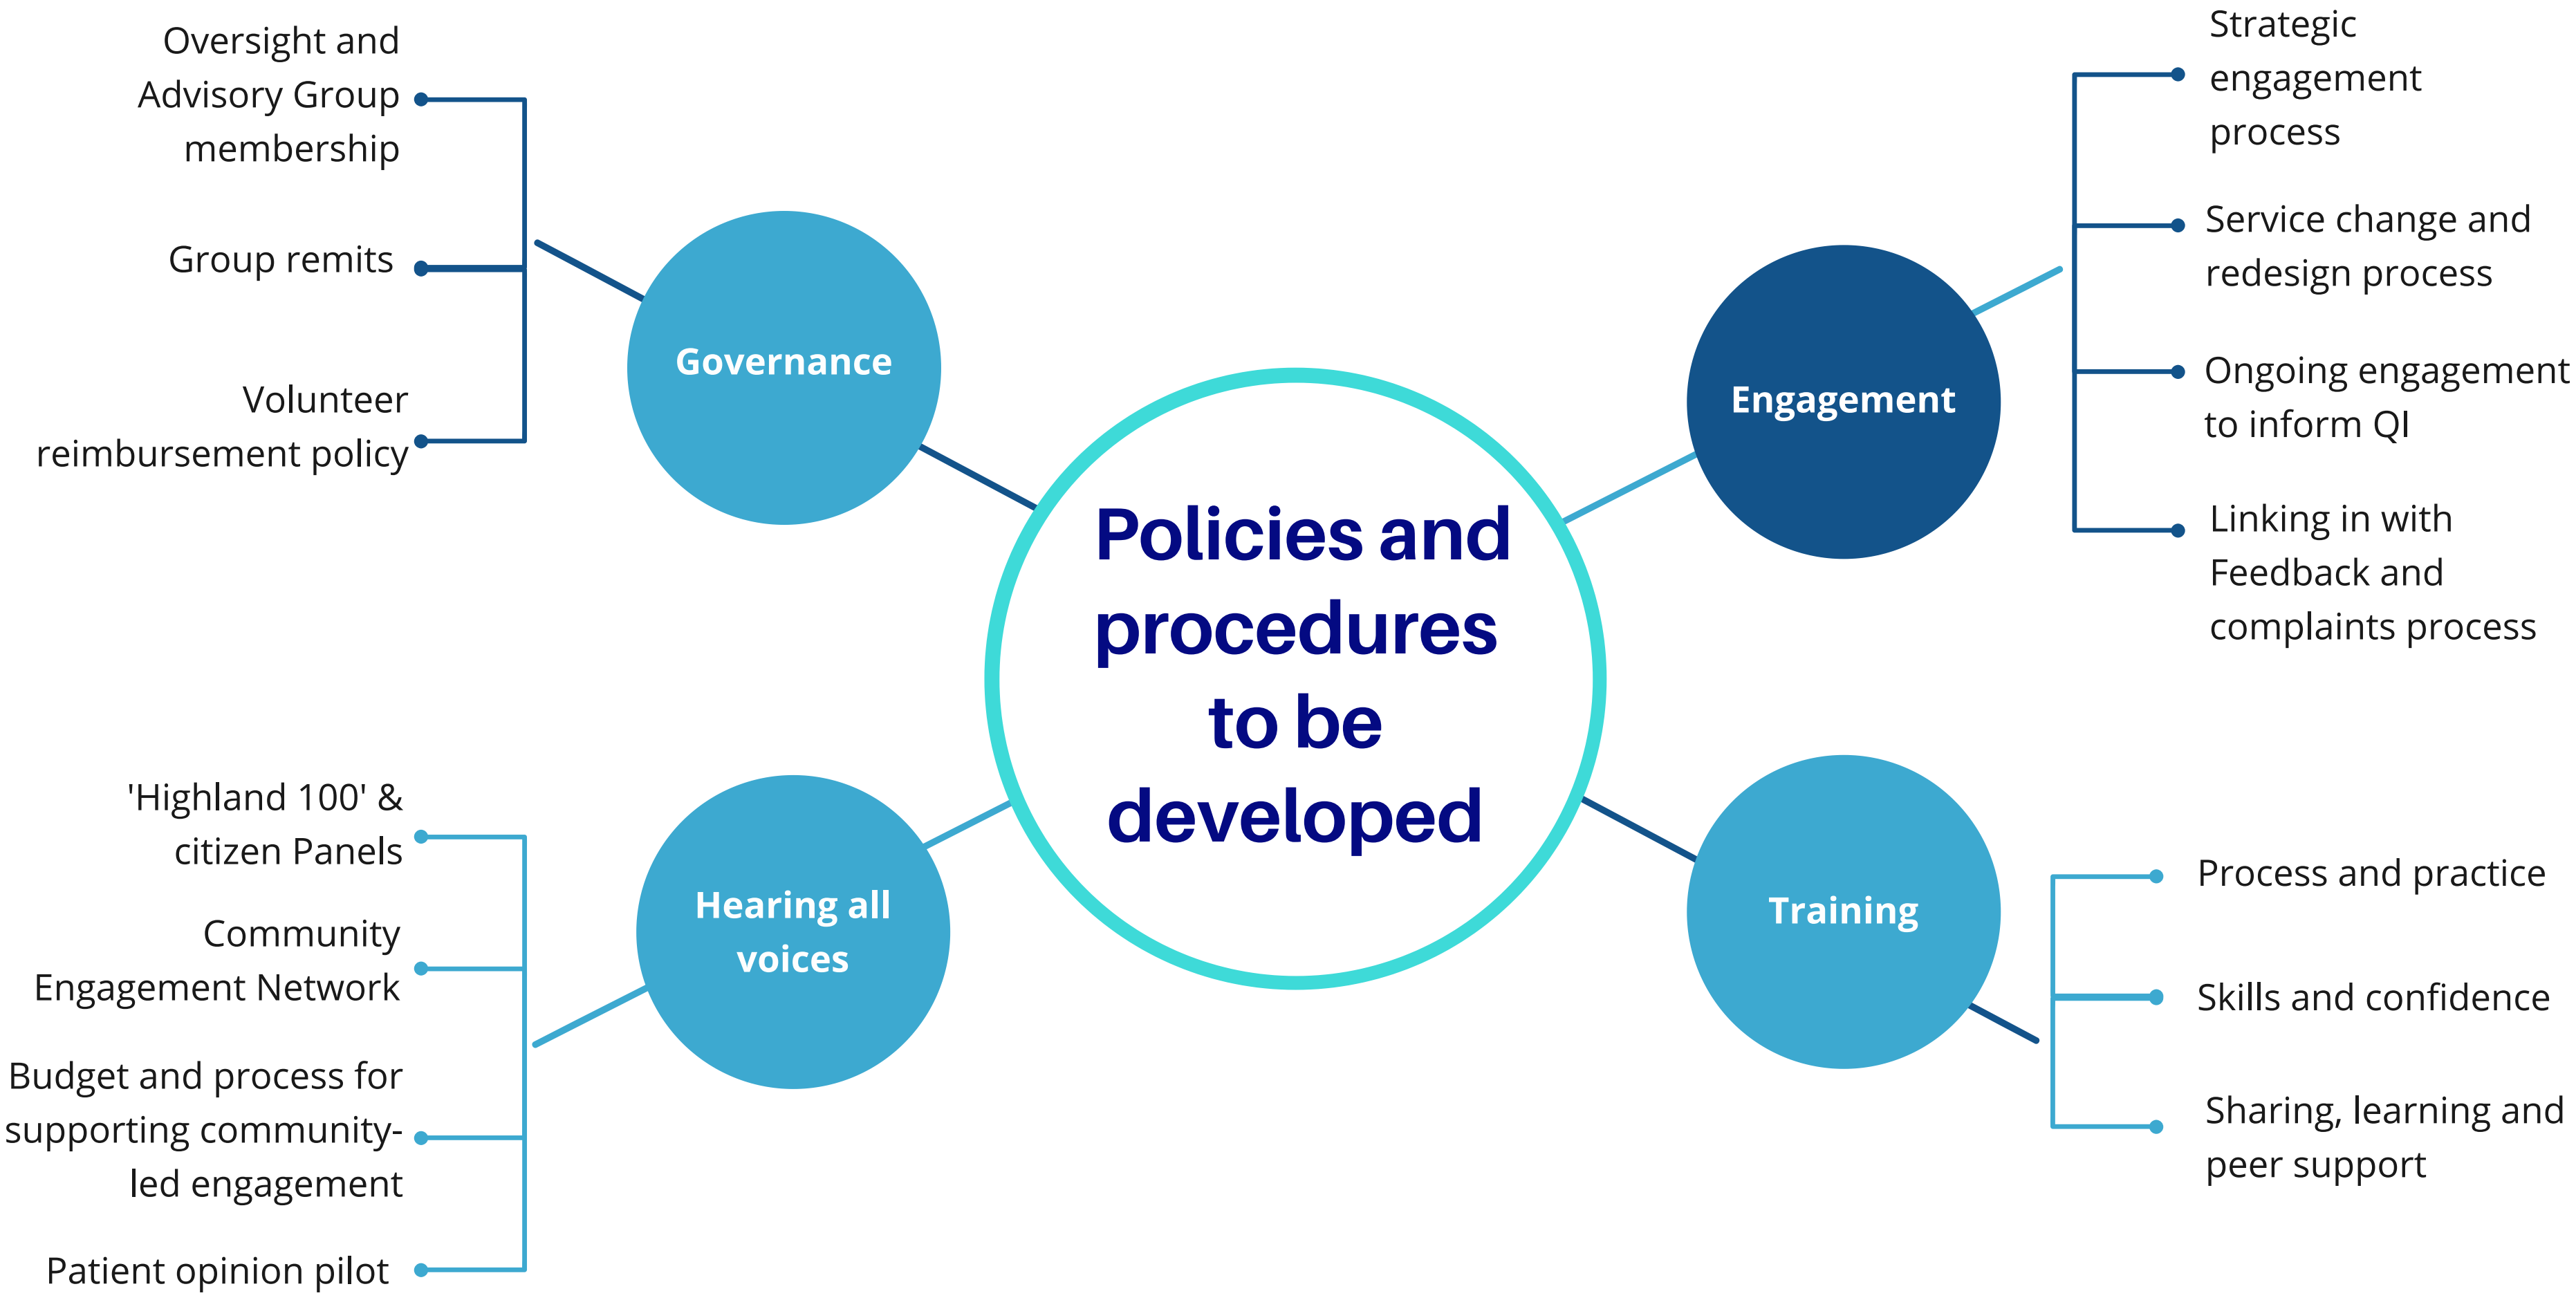 Policies and
procedures
to be
developed
Governance
Oversight and
Advisory Group
membership
Group remits
Volunteer
reimbursement policy
Engagement
Strategic
engagement
process
Service change and
redesign process
Ongoing engagement
to inform QI
Linking in with
Feedback and
complaints process
Hearing all
voices
'Highland 100' &
citizen Panels
Community
Engagement Network
Budget and process for
supporting community-
led engagement
Patient opinion pilot
Training
Process and practice
Skills and confidence
Sharing, learning and
peer support